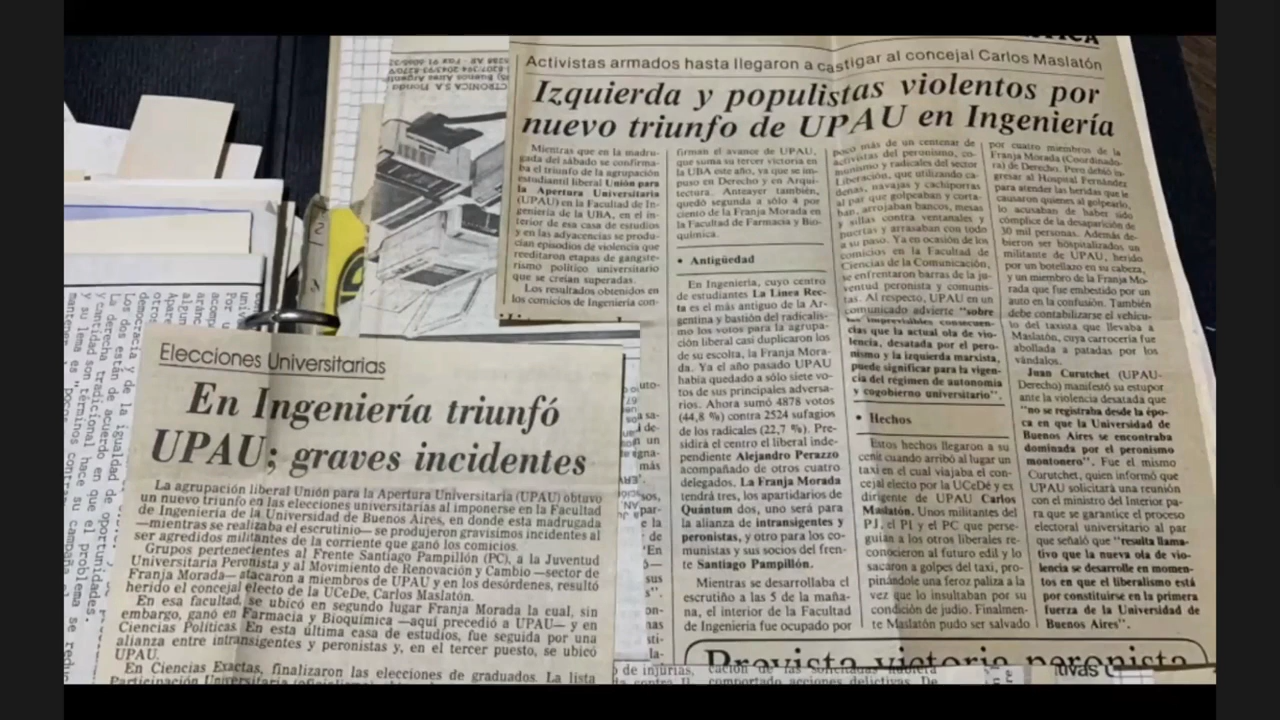 Activistas armados hasta llegaron a castigar al concejal Carlos Maslatón
Izquierda y populistas violentos por
nuevo triunfo de UPAU en Ingeniería
Mientras que en la madru-
gada del sábado se confirma-
ba el triunfo de la agrupación
estudiantil liberal Unión para
la Apertura Universitaria
(UPAU) en la Facultad de In-
geniería de la UBA, en el in-
terior de esa casa de estudios
y en las adyacencias se produ-
cían episodios de violencia que
reeditaron etapas de gangste-
rismo político universitario
que se creían superadas.
Los resultados obtenidos en
los comicios de Ingeniería con-
firman el avance de UPAU,
que suma su tercer victoria en
la UBA este año, ya que se im-
puso en Derecho y en Arqui-
tectura. Anteayer también,
quedó segunda a sólo 4 por
ciento de la Franja Morada en
la Facultad de Farmacia y Bio-
química.
• Antigüedad
En Ingeniería, cuyo centro
de estudiantes La Línea Rec-
ta es el más antiguo de la Ar-
gentina y bastión del radicalis-
mo los votos para la agrupa-
ción liberal casi duplicaron los
de su escolta, la Franja Mora-
da. Ya el año pasado UPAU
había quedado a sólo siete vo-
tos de sus principales adversa-
rios. Ahora sumó 4878 votos
(44,8 %) contra 2524 sufagios
de los radicales (22,7 %). Pre-
sidirá el centro el liberal inde-
pendiente Alejandro Perazzo
acompañado de otros cuatro
delegados. La Franja Morada
tendrá tres, los apartidarios de
Quántum dos, uno será para
la alianza de intransigentes y
peronistas, y otro para los co-
munistas y sus socios del fren-
te Santiago Pampillón.
Mientras se desarrollaba el
escrutiño a las 5 de la maña-
na, el interior de la Facultad
de Ingeniería fue ocupado por
poco más de un centenar de
activistas del peronismo, co-
munismo y radicales del sector
Liberación, que utilizando ca-
denas, navajas y cachiporras
al par que golpeaban y corta-
ban, arrojaban bancos, mesas
y sillas contra ventanales y
puertas y arrasaban con todo
a su paso. Ya en ocasión de los
comicios en la Facultad de
Ciencias de la Comunicación,
se enfrentaron barras de la ju-
ventud peronista y comunis-
tas. Al respecto, UPAU en un
comunicado advierte "sobre
las imprevisibles consecuen-
cias que la actual ola de vio-
lencia, desatada por el pero-
nismo y la izquierda marxista,
puede significar para la vigen-
cia del régimen de autonomía
y cogobierno universitario".
• Hechos
Estos hechos llegaron a su
cenit cuando arribó al lugar un
taxi en el cual viajaba el con-
cejal electo por la UCeDé y ex
dirigente de UPAU Carlos
Maslatón. Unos militantes del
PJ, el PI y el PC que perse-
guían a los otros liberales re-
conocieron al futuro edil y lo
sacaron a golpes del taxi, pro-
pinándole una feroz paliza a la
vez que lo insultaban por su
condición de judío. Finalmen-
te Maslatón pudo ser salvado
por cuatro miembros de la
Franja Morada (Coordinado-
ra) de Derecho. Pero debió in-
gresar al Hospital Fernández
para atender las heridas que le
causaron quienes al golpearlo,
lo acusaban de haber sido
cómplice de la desaparición de
30 mil personas. Además de-
bieron ser hospitalizados un
militante de UPAU, herido
por un botellazo en su cabeza,
y un miembro de la Franja Mo-
rada que fue embestido por un
auto en la confusión. También
debe contabilizarse el vehícu-
lo del taxista que llevaba a
Maslatón, cuya carrocería fue
abollada a patadas por los
vándalos.
Juan Curutchet (UPAU-
Derecho) manifestó su estupor
ante la violencia desatada que
"no se registraba desde la épo-
ca en que la Universidad de
Buenos Aires se encontraba
dominada por el peronismo
montonero". Fue el mismo
Curutchet, quien informó que
UPAU solicitará una reunión
con el ministro del Interior pa-
ra que se garantice el proceso
electoral universitario al par
que señaló que "resulta llama-
tivo que la nueva ola de vio-
lencia se desarrolle en momen-
tos en que el liberalismo está
por constituirse en la primera
fuerza de la Universidad de
Buenos Aires".
Prevista victoria peronista
Elecciones Universitarias
En Ingeniería triunfó
UPAU; graves incidentes
La agrupación liberal Unión para la Apertura Universitaria (UPAU) obtuvo
un nuevo triunfo en las elecciones universitarias al imponerse en la Facultad
de Ingeniería de la Universidad de Buenos Aires, en donde esta madrugada
—mientras se realizaba el escrutinio— se produjeron gravísimos incidentes al
ser agredidos militantes de la corriente que ganó los comicios.
Grupos pertenecientes al Frente Santiago Pampillón (PC), a la Juventud
Universitaria Peronista y al Movimiento de Renovación y Cambio —sector de
Franja Morada— atacaron a miembros de UPAU y en los desórdenes, resultó
herido el concejal electo de la UCeDe, Carlos Maslatón.
En esa facultad, se ubicó en segundo lugar Franja Morada la cual, sin
embargo, ganó en Farmacia y Bioquímica —aquí precedió a UPAU— y en
Ciencias Políticas. En esta última casa de estudios, fue seguida por una
alianza entre intransigentes y peronistas y, en el tercer puesto, se ubicó
UPAU.
En Ciencias Exactas, finalizaron las elecciones de graduados. La lista